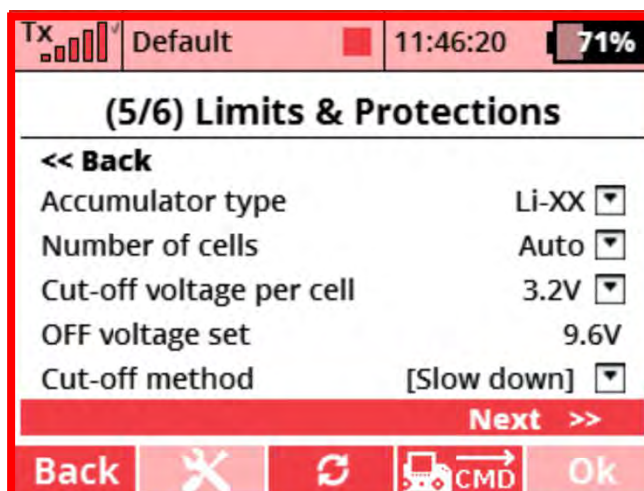 Tx Default 11:46:20 71%
(5/6) Limits & Protections
<< Back
Accumulator type Li-XX
Number of cells Auto
Cut-off voltage per cell 3.2V
OFF voltage set 9.6V
Cut-off method [Slow down]
Next >>
Back CMD Ok